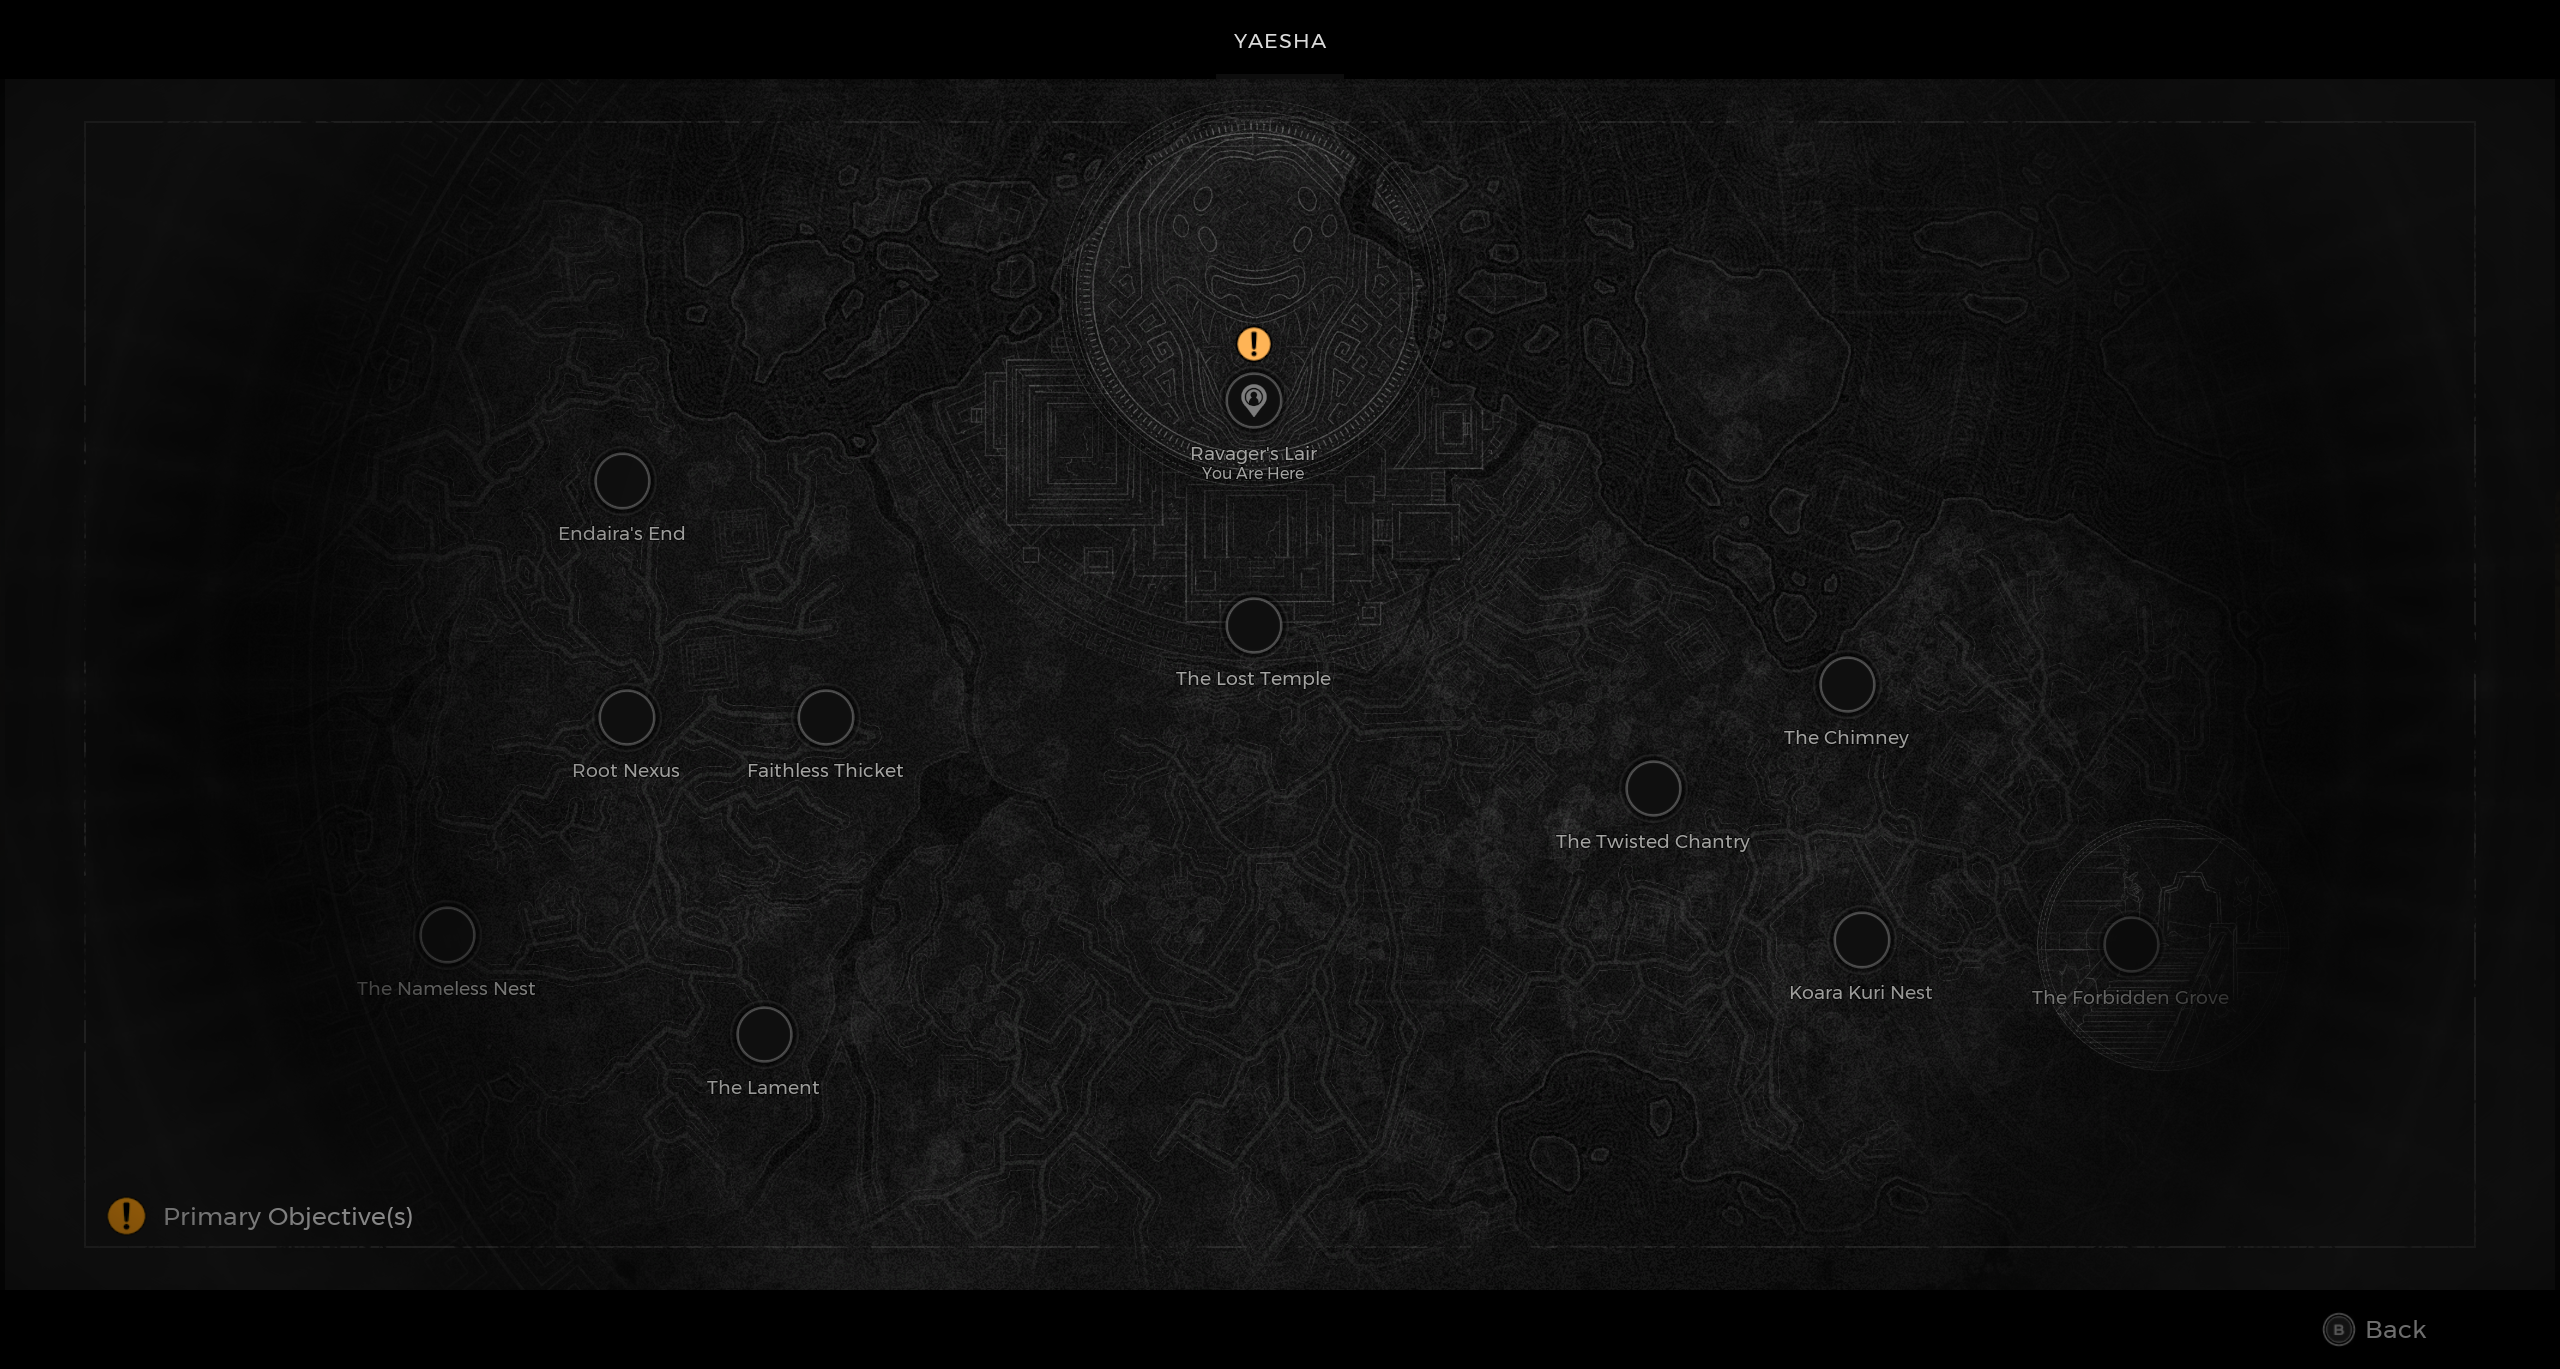 YAESHA
Ravager's Lair
You Are Here
Endaira's End
The Lost Temple
The Chimney
Root Nexus
Faithless Thicket
The Twisted Chantry
The Nameless Nest
Koara Kuri Nest
The Forbidden Grove
The Lament
Primary Objective(s)
B Back